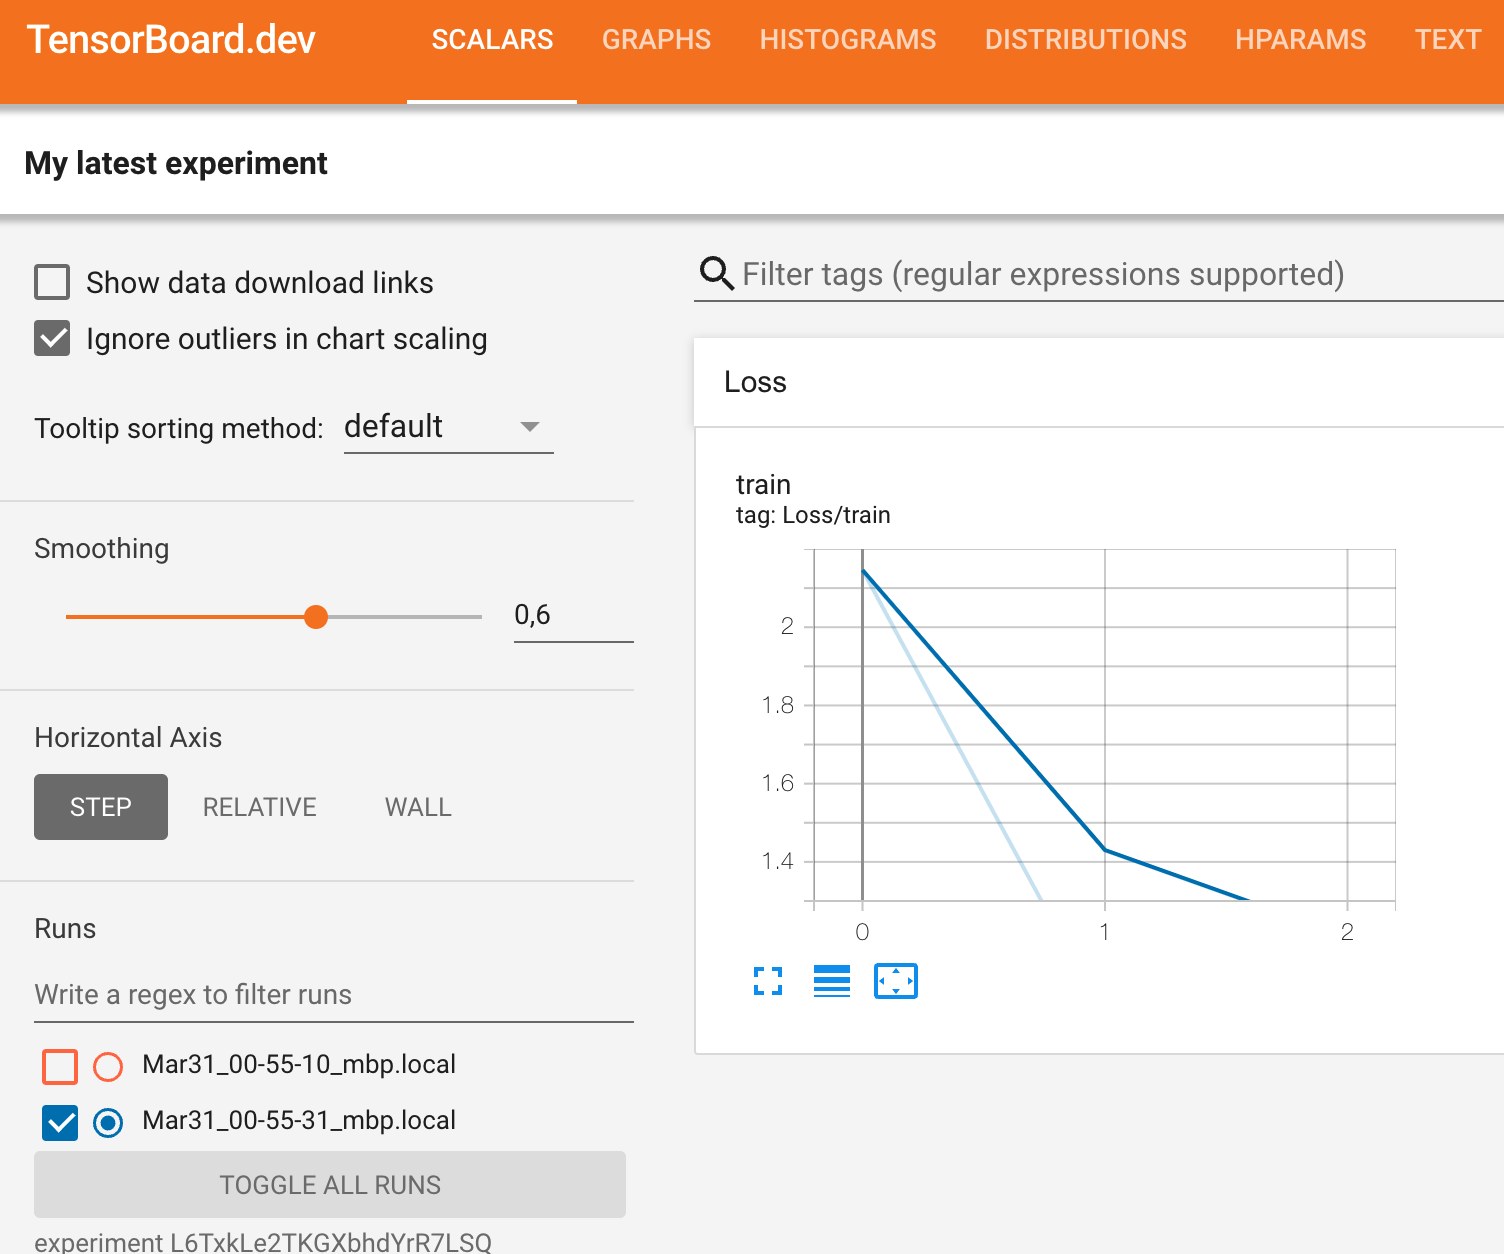 TensorBoard.dev SCALARS GRAPHS HISTOGRAMS DISTRIBUTIONS HPARAMS TEXT
My latest experiment
Show data download links
Ignore outliers in chart scaling
Tooltip sorting method: default
Smoothing
0,6
Horizontal Axis
STEP RELATIVE WALL
Runs
Write a regex to filter runs
Mar31_00-55-10_mbp.local
Mar31_00-55-31_mbp.local
TOGGLE ALL RUNS
experiment L6TxkLe2TKGXbhdYrR7LSQ
Filter tags (regular expressions supported)
Loss
train
tag: Loss/train
2
1.8
1.6
1.4
0 1 2